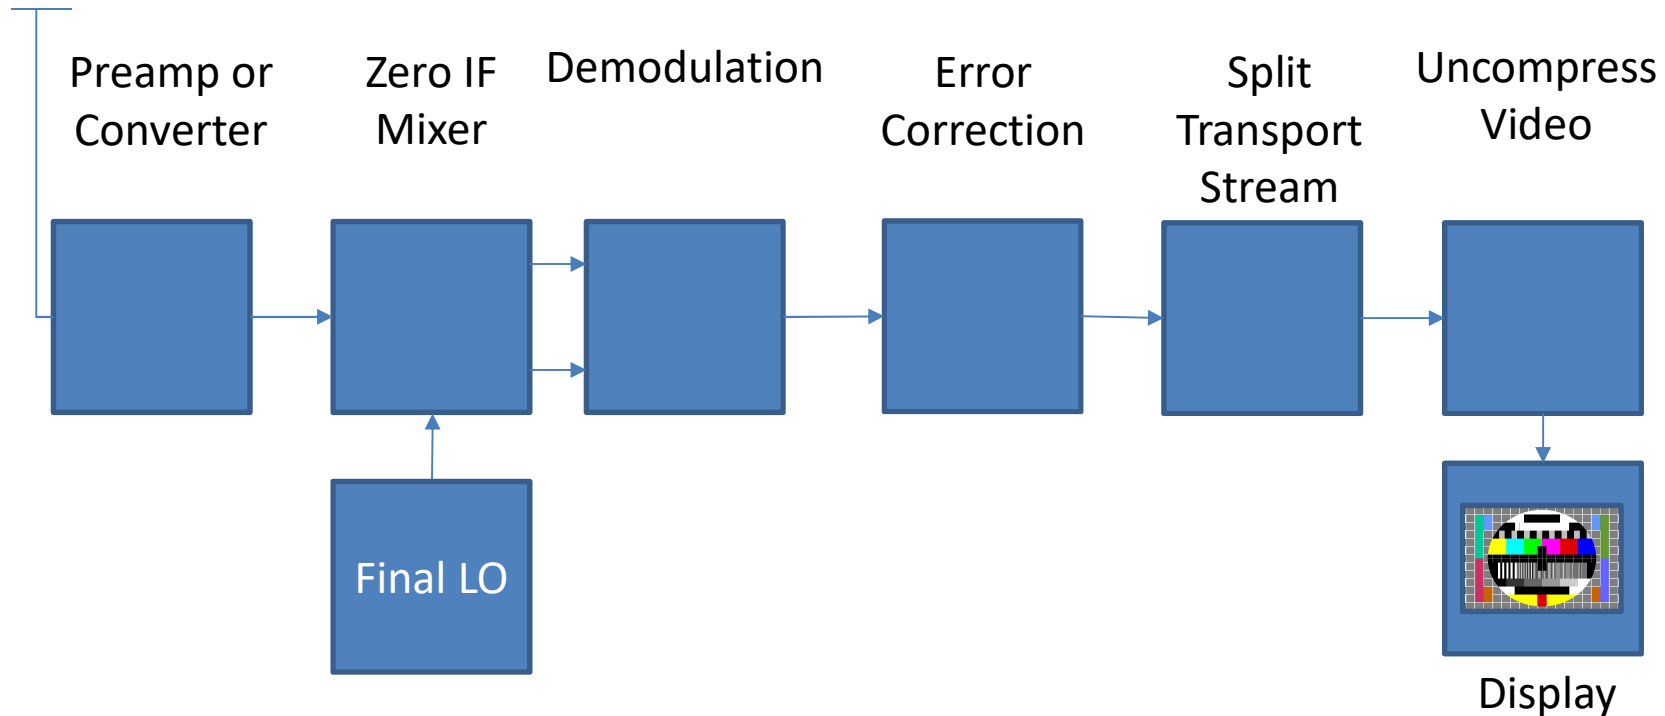 Preamp or
Converter
Zero IF
Mixer
Demodulation
Error
Correction
Split
Transport
Stream
Uncompress
Video
Final LO
Display